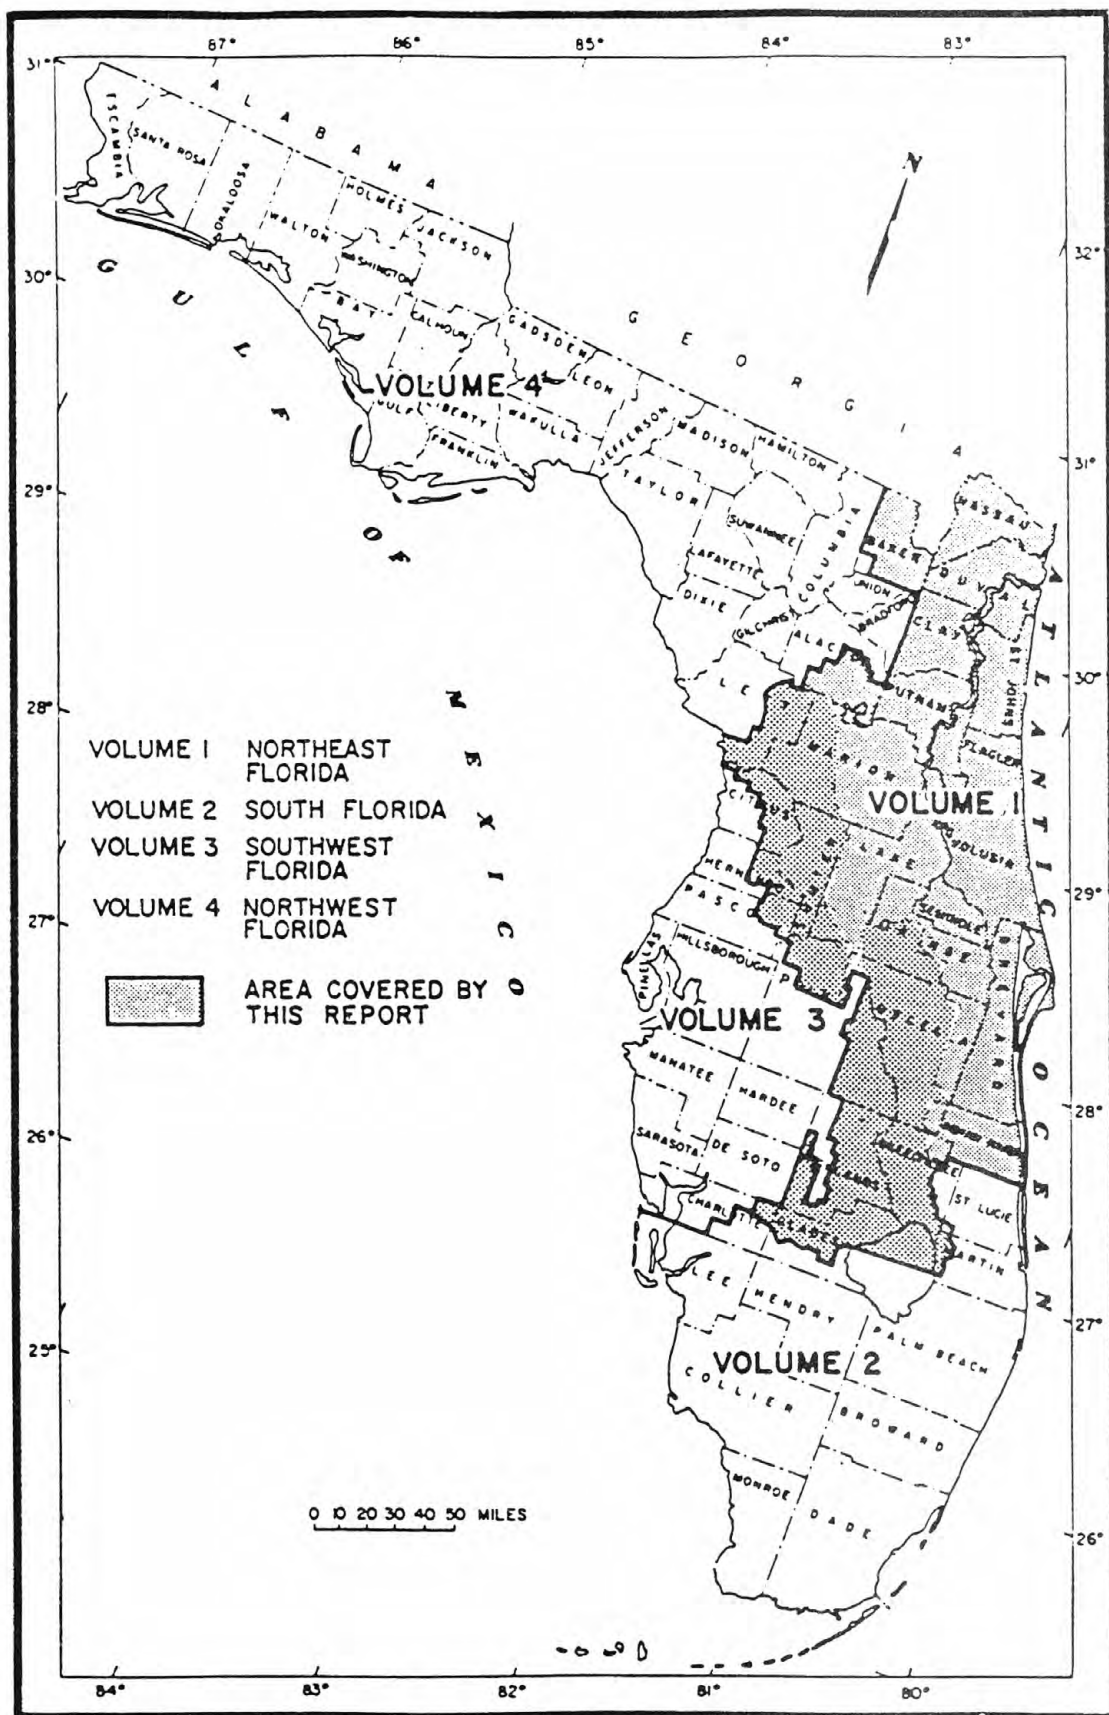 87° 86° 85° 84° 83°
31°
30°
29°
28°
27°
26°
25°
32°
31°
30°
29°
28°
27°
26°
84° 83° 82° 81° 80°
ALABAMA
GEORGIA
N
GULF
OF
MEXICO
ATLANTIC
OCEAN
ESCAMBIA
SANTA ROSA
OKALOOSA
WALTON
HOLMES
JACKSON
WASHINGTON
BAY
CALHOUN
GADSDEN
LEON
VOLUME 4
GULF
LIBERTY
WAKULLA
FRANKLIN
JEFFERSON
MADISON
HAMILTON
TAYLOR
SUWANNEE
LAFAYETTE
COLUMBIA
DIXIE
GILCHRIST
UNION
BRADFORD
BAKER
NASSAU
DUVAL
CLAY
ST JOHNS
PUTNAM
FLAGLER
MARION
CITRUS
VOLUME 1
VOLUSIA
LAKE
SEMINOLE
ORANGE
BREVARD
PASCO
PINELLAS
HILLSBOROUGH
VOLUME 3
MANATEE
HARDEE
SARASOTA
DE SOTO
CHARLOTTE
ST LUCIE
LEE
HENDRY
PALM BEACH
VOLUME 2
COLLIER
BROWARD
MONROE
DADE
VOLUME 1 NORTHEAST
FLORIDA
VOLUME 2 SOUTH FLORIDA
VOLUME 3 SOUTHWEST
FLORIDA
VOLUME 4 NORTHWEST
FLORIDA
AREA COVERED BY
THIS REPORT
0 10 20 30 40 50 MILES